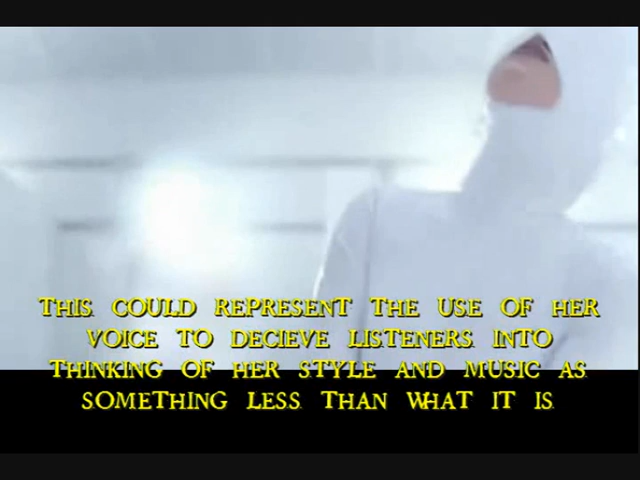 THIS COULD REPRESENT THE USE OF HER
VOICE TO DECIEVE LISTENERS INTO
THINKING OF HER STYLE AND MUSIC AS
SOMETHING LESS THAN WHAT IT IS